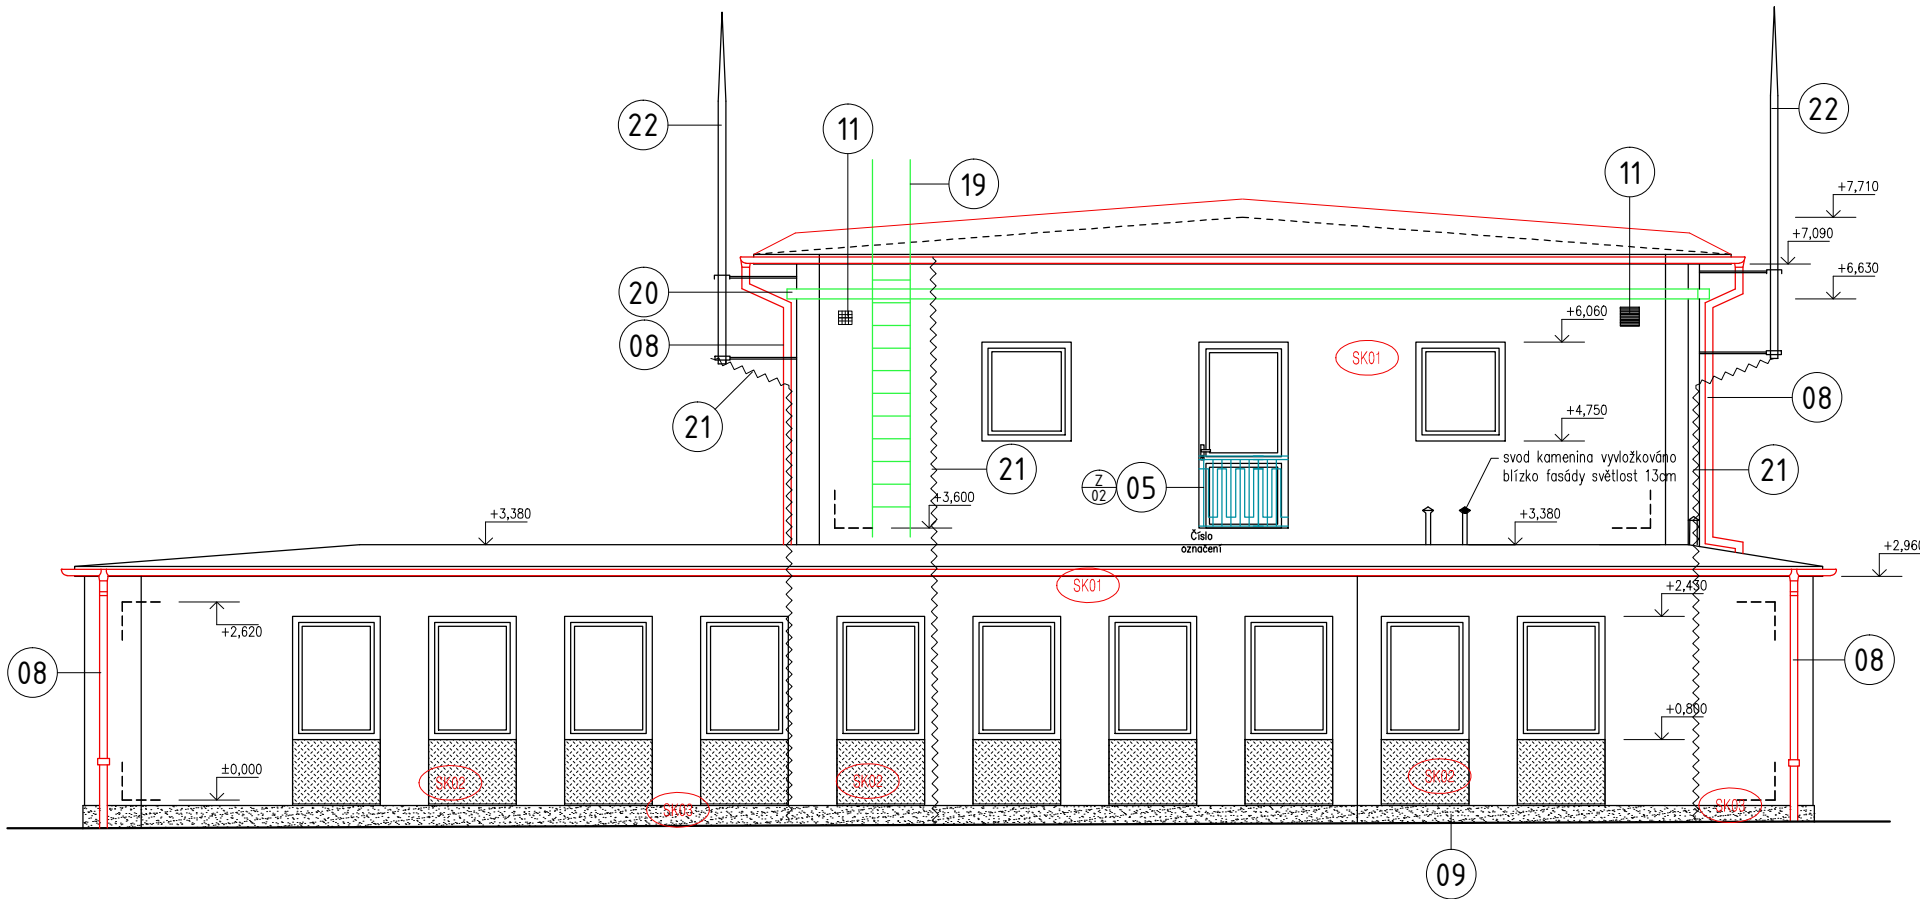 22
11
19
11
22
+7,710
+7,090
+6,630
20
08
+6,060
SK01
08
21
+4,750
svod kamenina vyvložkováno
blízko fasády světlost 13cm
21
21
Z
02
05
+3,600
+3,380
+3,380
Číslo
označení
+2,960
SK01
+2,620
+2,430
08
08
+0,800
±0,000
SK02
SK02
SK02
SK03
SK03
09